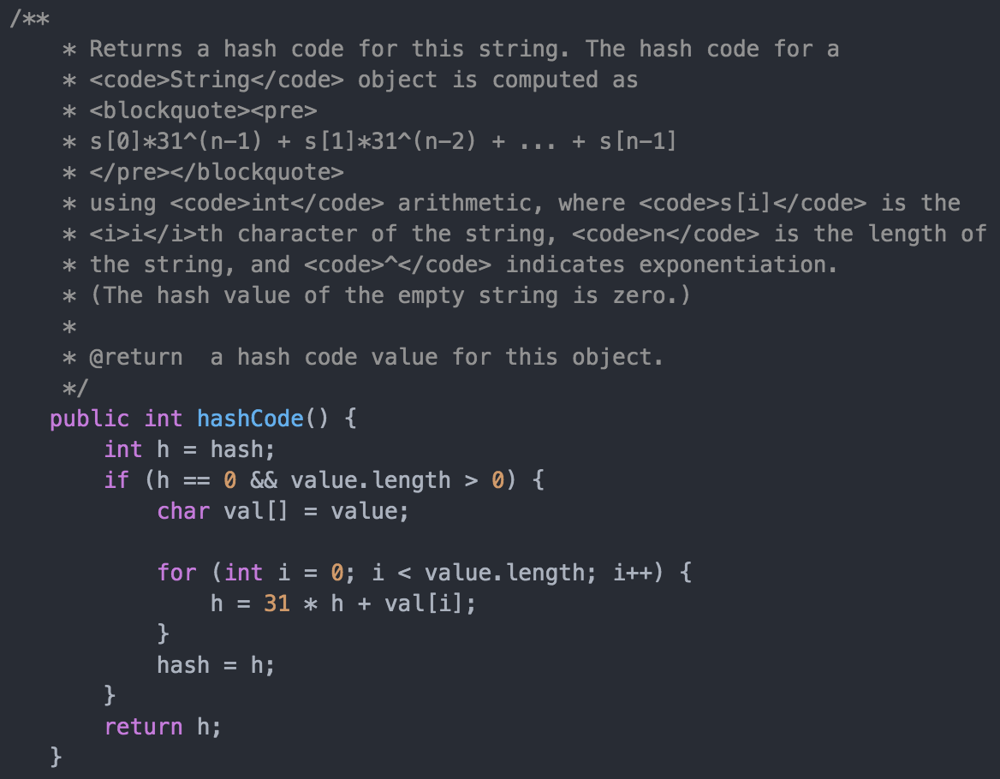 /**
     * Returns a hash code for this string. The hash code for a
     * <code>String</code> object is computed as
     * <blockquote><pre>
     * s[0]*31^(n-1) + s[1]*31^(n-2) + ... + s[n-1]
     * </pre></blockquote>
     * using <code>int</code> arithmetic, where <code>s[i]</code> is the
     * <i>i</i>th character of the string, <code>n</code> is the length of
     * the string, and <code>^</code> indicates exponentiation.
     * (The hash value of the empty string is zero.)
     *
     * @return  a hash code value for this object.
     */
    public int hashCode() {
        int h = hash;
        if (h == 0 && value.length > 0) {
            char val[] = value;

            for (int i = 0; i < value.length; i++) {
                h = 31 * h + val[i];
            }
            hash = h;
        }
        return h;
    }